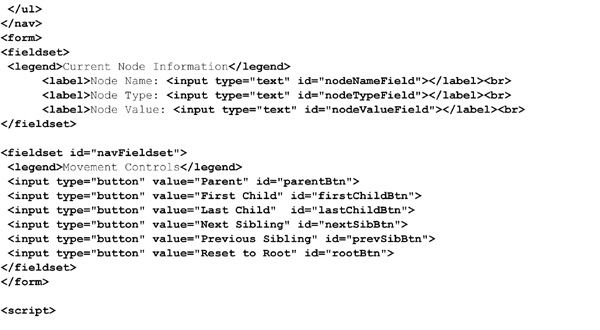 </ul>
</nav>
<form>
<fieldset>
<legend>Current Node Information</legend>
<label>Node Name: <input type="text" id="nodeNameField"></label><br>
<label>Node Type: <input type="text" id="nodeTypeField"></label><br>
<label>Node Value: <input type="text" id="nodeValueField"></label><br>
</fieldset>
<fieldset id="navFieldset">
<legend>Movement Controls</legend>
<input type="button" value="Parent" id="parentBtn">
<input type="button" value="First Child" id="firstChildBtn">
<input type="button" value="Last Child"  id="lastChildBtn">
<input type="button" value="Next Sibling" id="nextSibBtn">
<input type="button" value="Previous Sibling" id="prevSibBtn">
<input type="button" value="Reset to Root" id="rootBtn">
</fieldset>
</form>
<script>